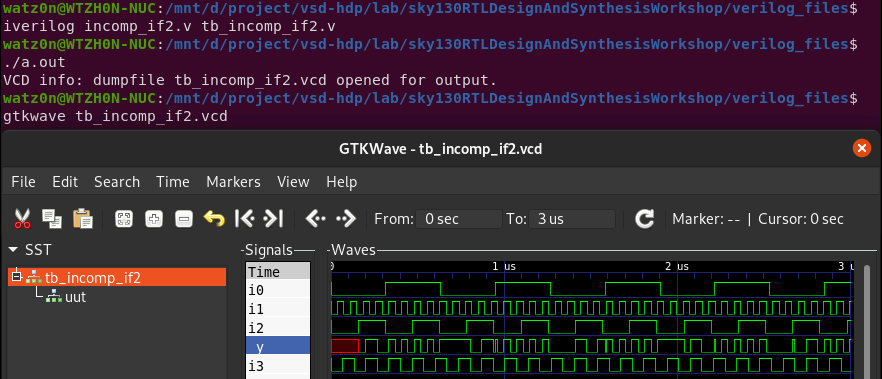 watz0n@WTZH0N-NUC:/mnt/d/project/vsd-hdp/lab/sky130RTLDesignAndSynthesisWorkshop/verilog_files$
iverilog incomp_if2.v tb_incomp_if2.v
watz0n@WTZH0N-NUC:/mnt/d/project/vsd-hdp/lab/sky130RTLDesignAndSynthesisWorkshop/verilog_files$
./a.out
VCD info: dumpfile tb_incomp_if2.vcd opened for output.
watz0n@WTZH0N-NUC:/mnt/d/project/vsd-hdp/lab/sky130RTLDesignAndSynthesisWorkshop/verilog_files$
gtkwave tb_incomp_if2.vcd
GTKWave - tb_incomp_if2.vcd
File Edit Search Time Markers View Help
From: 0 sec To: 3 us Marker: -- | Cursor: 0 sec
SST Signals Waves
tb_incomp_if2
uut
Time 0 1 us 2 us 3 u
i0
i1
i2
y
i3